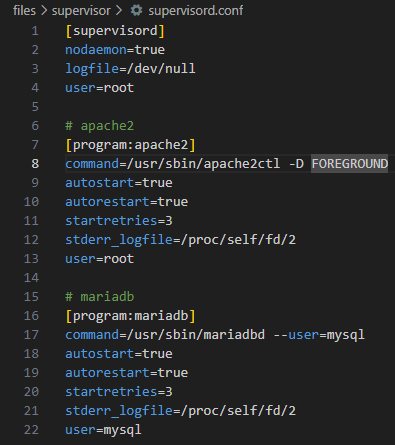 files > supervisor > supervisord.conf
1 [supervisord]
2 nodaemon=true
3 logfile=/dev/null
4 user=root
5
6 # apache2
7 [program:apache2]
8 command=/usr/sbin/apache2ctl -D FOREGROUND
9 autostart=true
10 autorestart=true
11 startretries=3
12 stderr_logfile=/proc/self/fd/2
13 user=root
14
15 # mariadb
16 [program:mariadb]
17 command=/usr/sbin/mariadbd --user=mysql
18 autostart=true
19 autorestart=true
20 startretries=3
21 stderr_logfile=/proc/self/fd/2
22 user=mysql